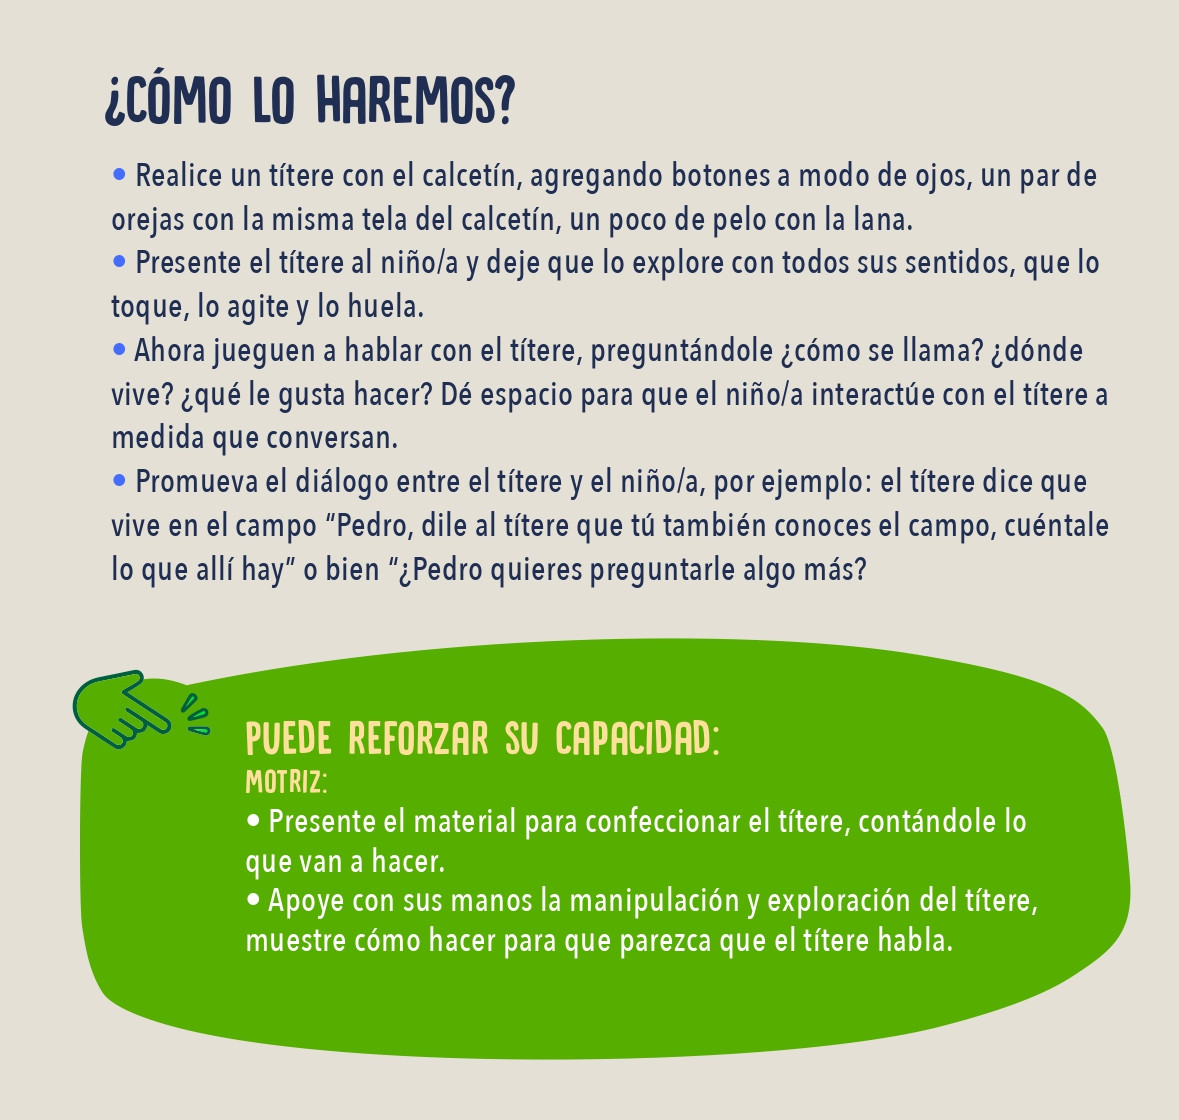 ¿CÓMO LO HAREMOS?
• Realice un títere con el calcetín, agregando botones a modo de ojos, un par de
orejas con la misma tela del calcetín, un poco de pelo con la lana.
• Presente el títere al niño/a y deje que lo explore con todos sus sentidos, que lo
toque, lo agite y lo huela.
• Ahora jueguen a hablar con el títere, preguntándole ¿cómo se llama? ¿dónde
vive? ¿qué le gusta hacer? Dé espacio para que el niño/a interactúe con el títere a
medida que conversan.
• Promueva el diálogo entre el títere y el niño/a, por ejemplo: el títere dice que
vive en el campo “Pedro, dile al títere que tú también conoces el campo, cuéntale
lo que allí hay” o bien “¿Pedro quieres preguntarle algo más?
PUEDE REFORZAR SU CAPACIDAD:
MOTRIZ:
• Presente el material para confeccionar el títere, contándole lo
que van a hacer.
• Apoye con sus manos la manipulación y exploración del títere,
muestre cómo hacer para que parezca que el títere habla.